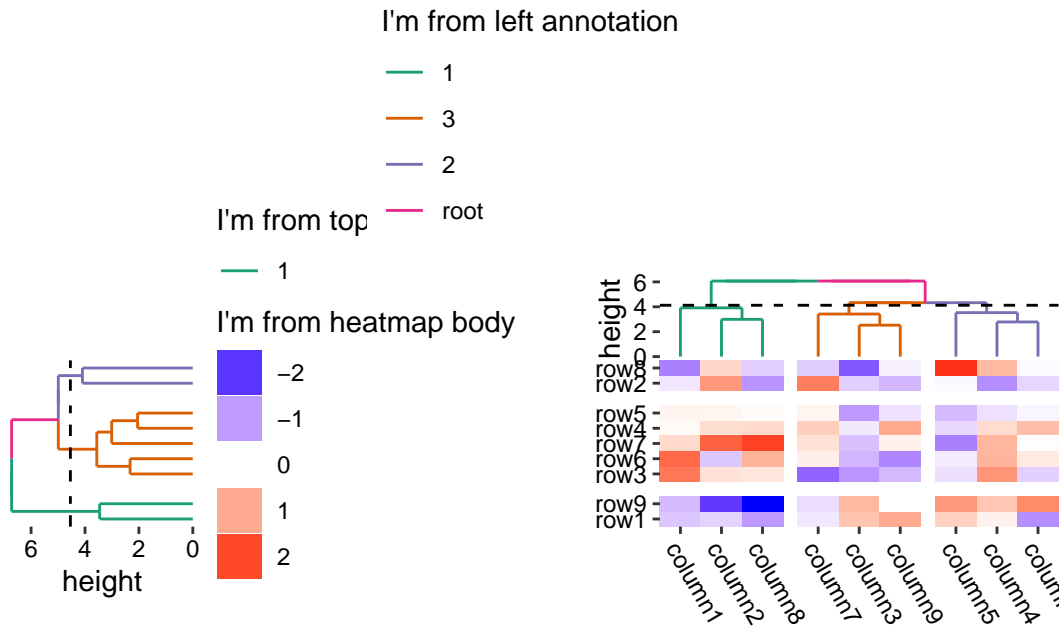 I'm from left annotation
1
3
2
root
I'm from top
1
I'm from heatmap body
−2
−1
0
1
2
6 4 2 0
height
6
4
2
0
height
row8
row2
row5
row4
row7
row6
row3
row9
row1
column1 column2 column8 column7 column3 column9 column5 column4 column